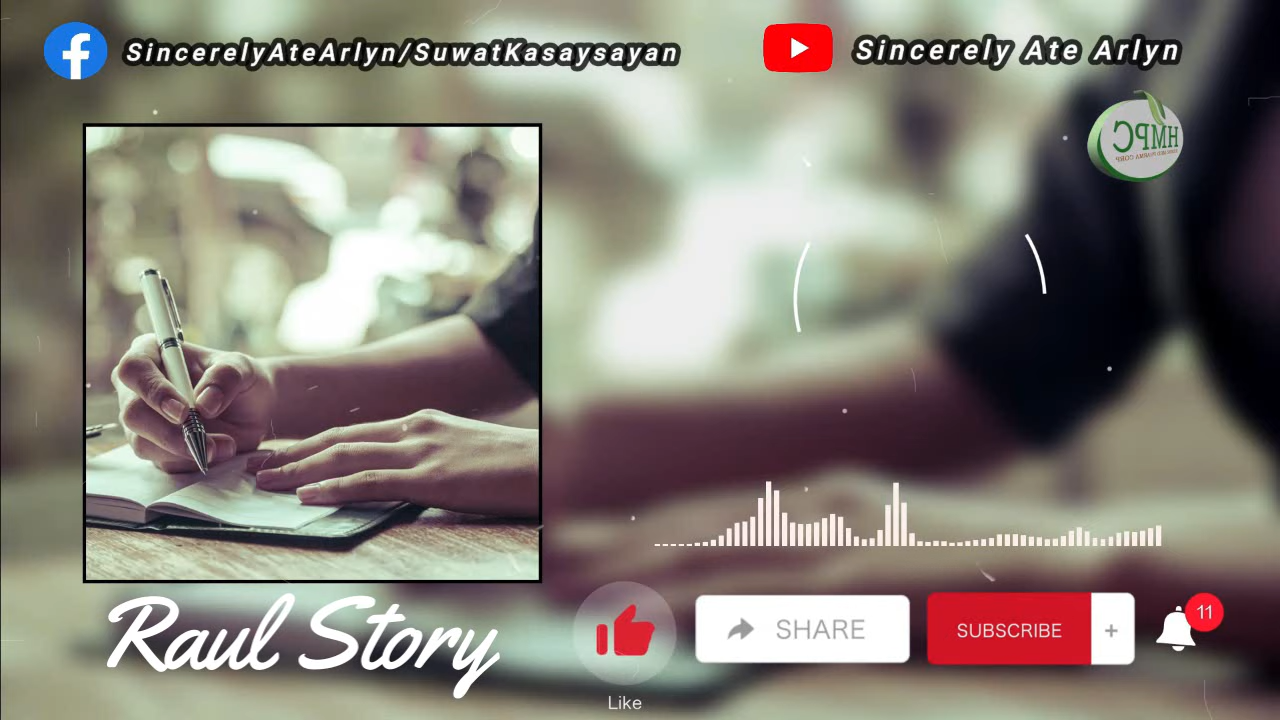 SincerelyAteArlyn/SuwatKasaysayan
Sincerely Ate Arlyn
HMPC
Raul Story
SHARE
SUBSCRIBE
+
11
Like